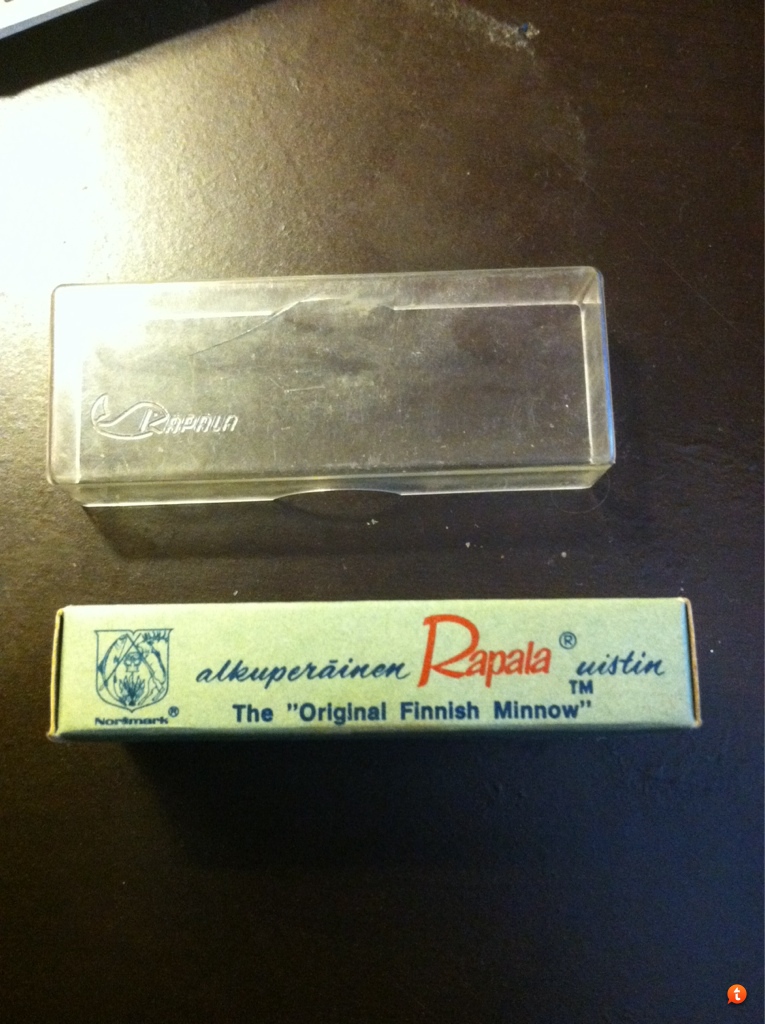 RAPALA
alkuperäinen Rapala® uistin
TM
The "Original Finnish Minnow"
Normark®
t